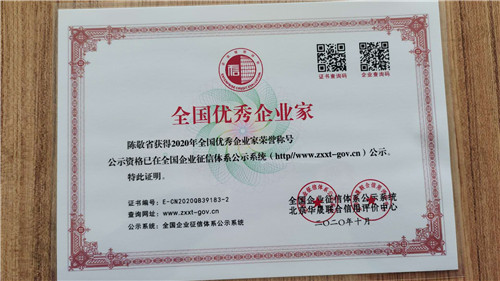 信
证书查询码 企业查询码
全国优秀企业家
陈敬省获得2020年全国优秀企业家荣誉称号
公示资格已在全国企业征信体系公示系统（http//www.zxxt-gov.cn）公示。
特此证明。
证书编号：E-CN2020QB39183-2
查询网址：www.zxxt-gov.cn
公示系统：全国企业征信体系公示系统
全国企业征信体系公示系统
北京华晟联合信用评价中心
二〇二〇年十月